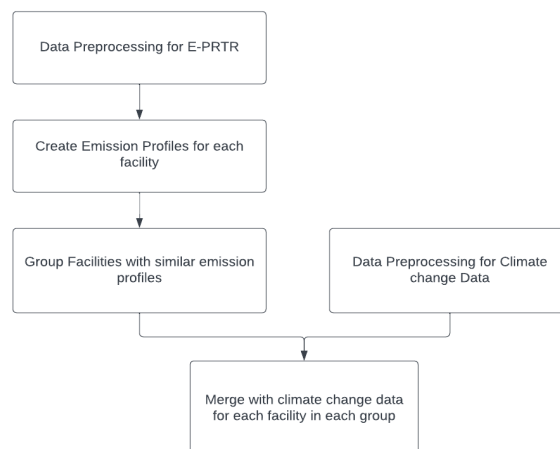 Data Preprocessing for E-PRTR
Create Emission Profiles for each
facility
Group Facilities with similar emission
profiles
Data Preprocessing for Climate
change Data
Merge with climate change data
for each facility in each group